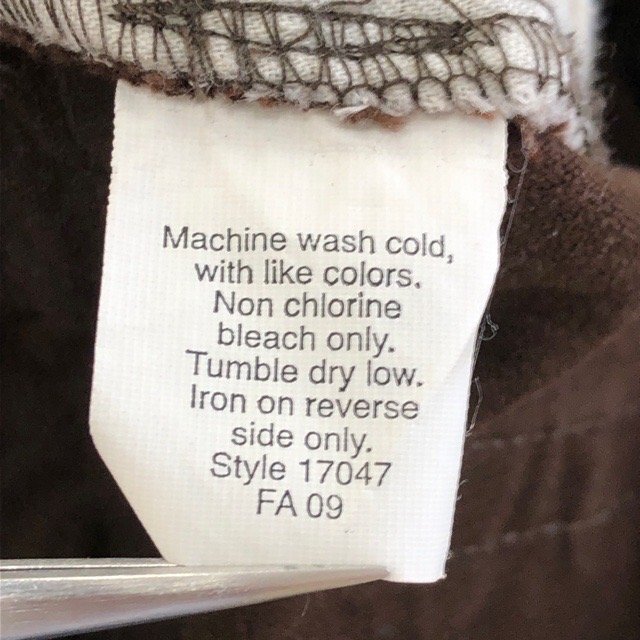 Machine wash cold,
with like colors.
Non chlorine
bleach only.
Tumble dry low.
Iron on reverse
side only.
Style 17047
FA 09